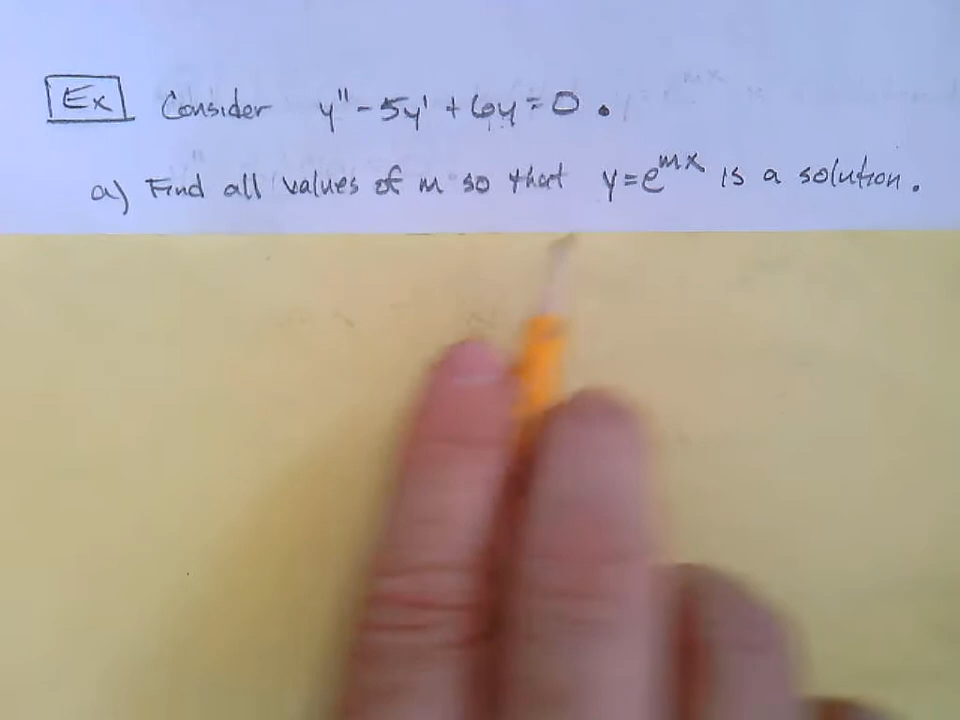 Ex Consider y'' - 5y' + 6y = 0 .
a) Find all values of m so that y = e^{mx} is a solution.